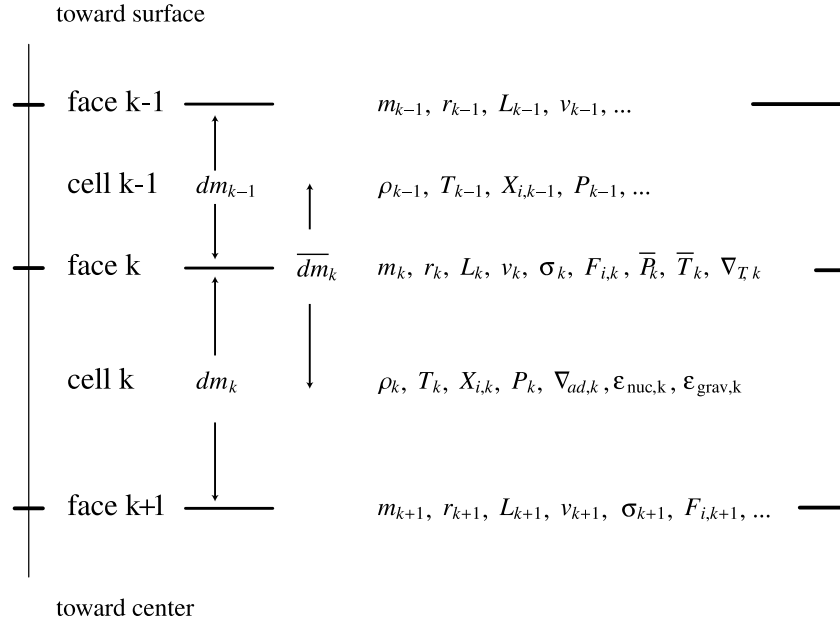 toward surface
face k-1 m_{k−1}, r_{k−1}, L_{k−1}, v_{k−1}, ...
cell k-1 dm_{k−1} ρ_{k−1}, T_{k−1}, X_{i,k−1}, P_{k−1}, ...
face k \overline{dm}_k m_k, r_k, L_k, v_k, σ_k, F_{i,k}, \overline{P}_k, \overline{T}_k, ∇_{T,k}
cell k dm_k ρ_k, T_k, X_{i,k}, P_k, ∇_{ad,k}, ε_{nuc,k}, ε_{grav,k}
face k+1 m_{k+1}, r_{k+1}, L_{k+1}, v_{k+1}, σ_{k+1}, F_{i,k+1}, ...
toward center